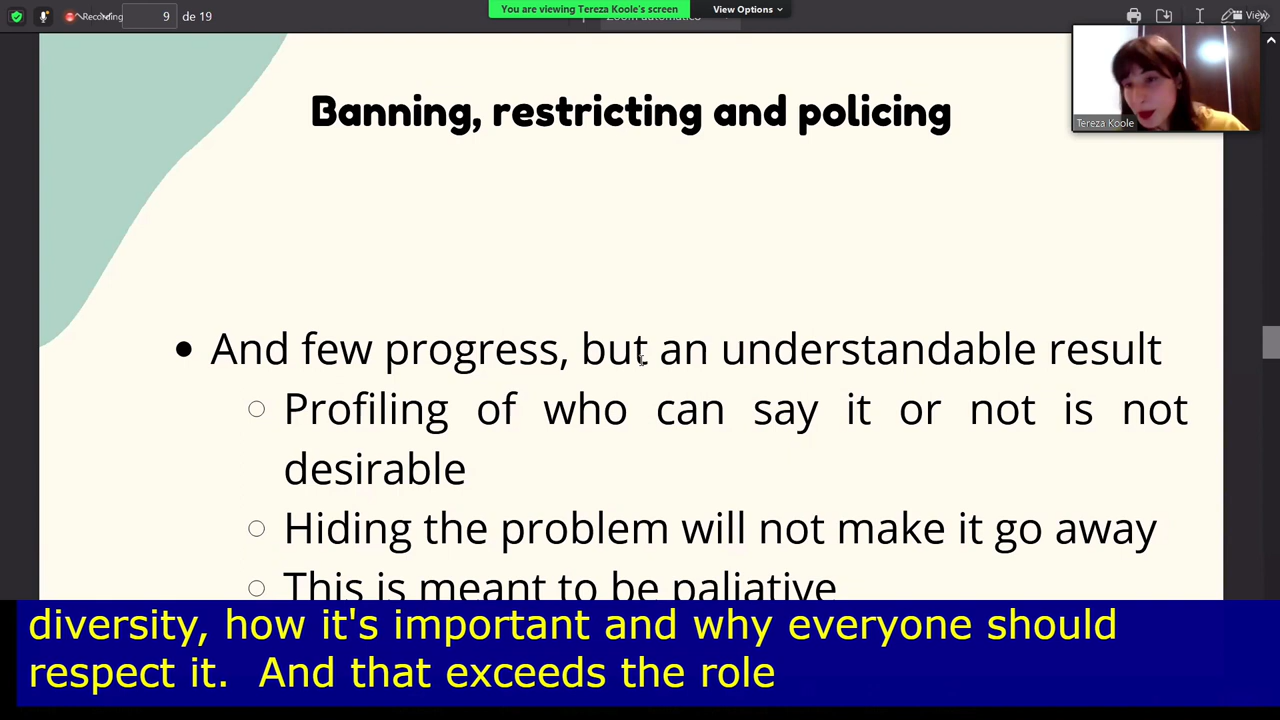 Recording
9 de 19
You are viewing Tereza Koole's screen
View Options
View
Banning, restricting and policing
Tereza Koole
And few progress, but an understandable result
Profiling of who can say it or not is not
desirable
Hiding the problem will not make it go away
This is meant to be paliative
diversity, how it's important and why everyone should
respect it.  And that exceeds the role